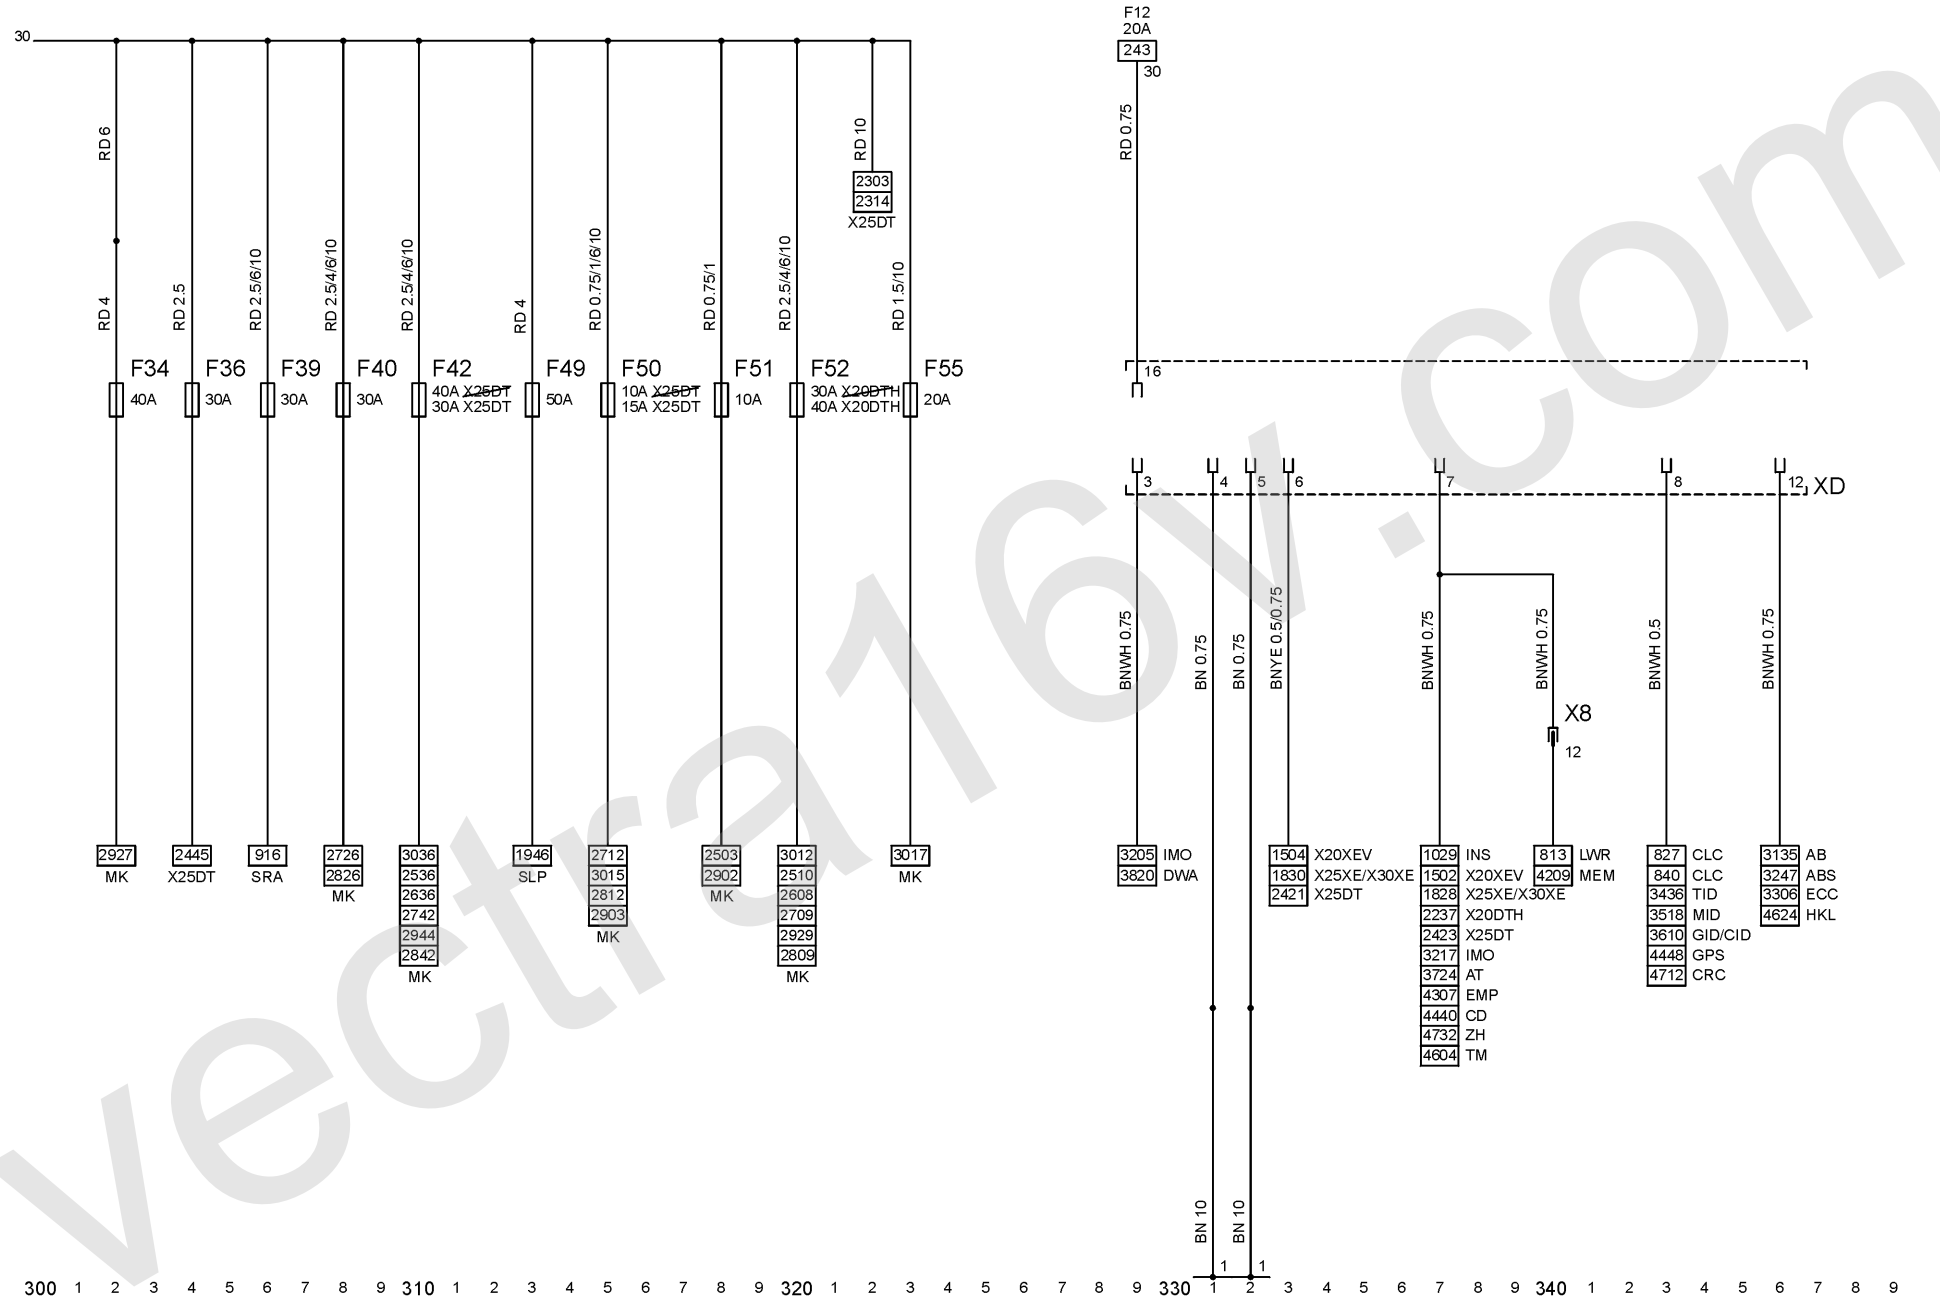 30
F12
20A
243
30
RD 6
RD 10
RD 0.75
2303
2314
X25DT
RD 4
RD 2.5
RD 2.5/6/10
RD 2.5/4/6/10
RD 2.5/4/6/10
RD 4
RD 0.75/1/6/10
RD 0.75/1
RD 2.5/4/6/10
RD 1.5/10
F34
40A
F36
30A
F39
30A
F40
30A
F42
40A X25DT
30A X25DT
F49
50A
F50
10A X25DT
15A X25DT
F51
10A
F52
30A X20DTH
40A X20DTH
F55
20A
16
3
4
5
6
7
8
12
XD
BNWH 0.75
BN 0.75
BN 0.75
BNYE 0.5/0.75
BNWH 0.75
BNWH 0.75
BNWH 0.5
BNWH 0.75
X8
12
2927
MK
2445
X25DT
916
SRA
2726
2826
MK
3036
2536
2636
2742
2944
2842
MK
1946
SLP
2712
3015
2812
2903
MK
2503
2902
MK
3012
2510
2608
2709
2929
2809
MK
3017
MK
3205 IMO
3820 DWA
1504 X20XEV
1830 X25XE/X30XE
2421 X25DT
1029 INS
1502 X20XEV
1828 X25XE/X30XE
2237 X20DTH
2423 X25DT
3217 IMO
3724 AT
4307 EMP
4440 CD
4732 ZH
4604 TM
813 LWR
4209 MEM
827 CLC
840 CLC
3436 TID
3518 MID
3610 GID/CID
4448 GPS
4712 CRC
3135 AB
3247 ABS
3306 ECC
4624 HKL
BN 10
BN 10
1
1
300 1 2 3 4 5 6 7 8 9 310 1 2 3 4 5 6 7 8 9 320 1 2 3 4 5 6 7 8 9 330 1 2 3 4 5 6 7 8 9 340 1 2 3 4 5 6 7 8 9
vectra16v.com